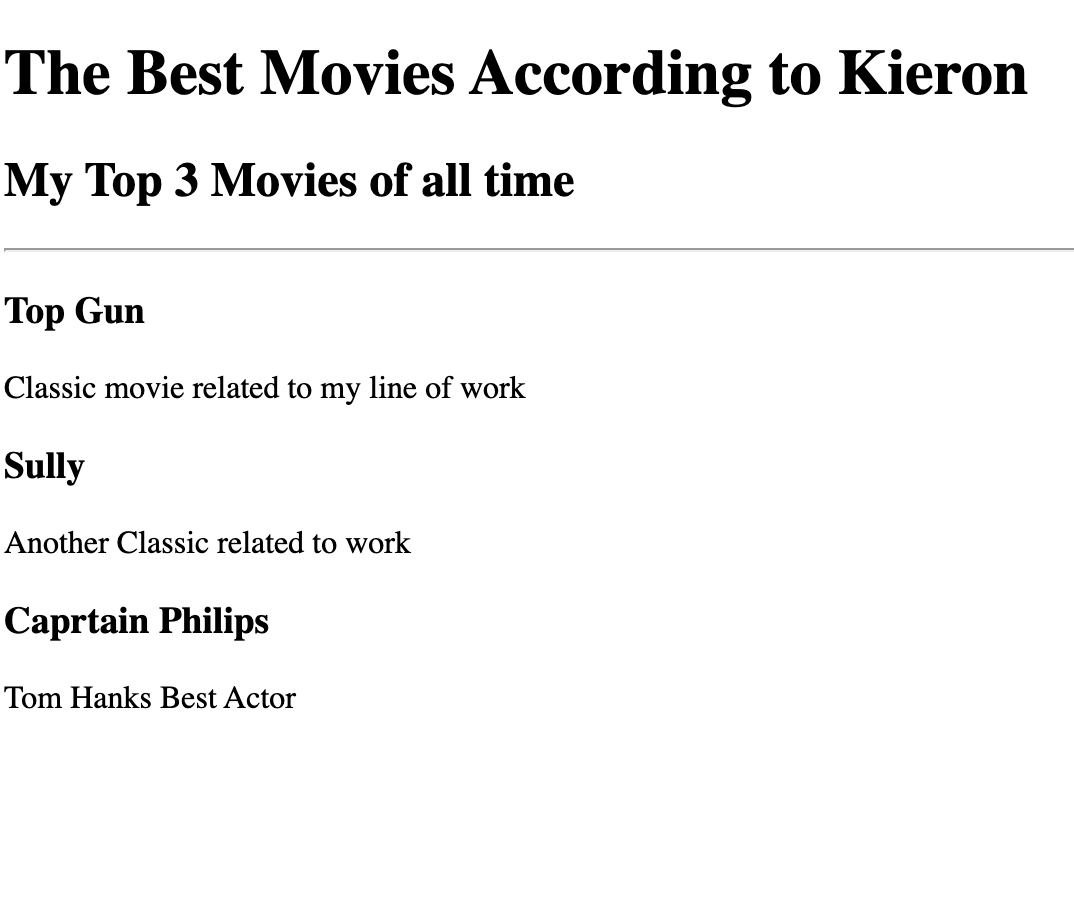 The Best Movies According to Kieron
My Top 3 Movies of all time
Top Gun
Classic movie related to my line of work
Sully
Another Classic related to work
Caprtain Philips
Tom Hanks Best Actor